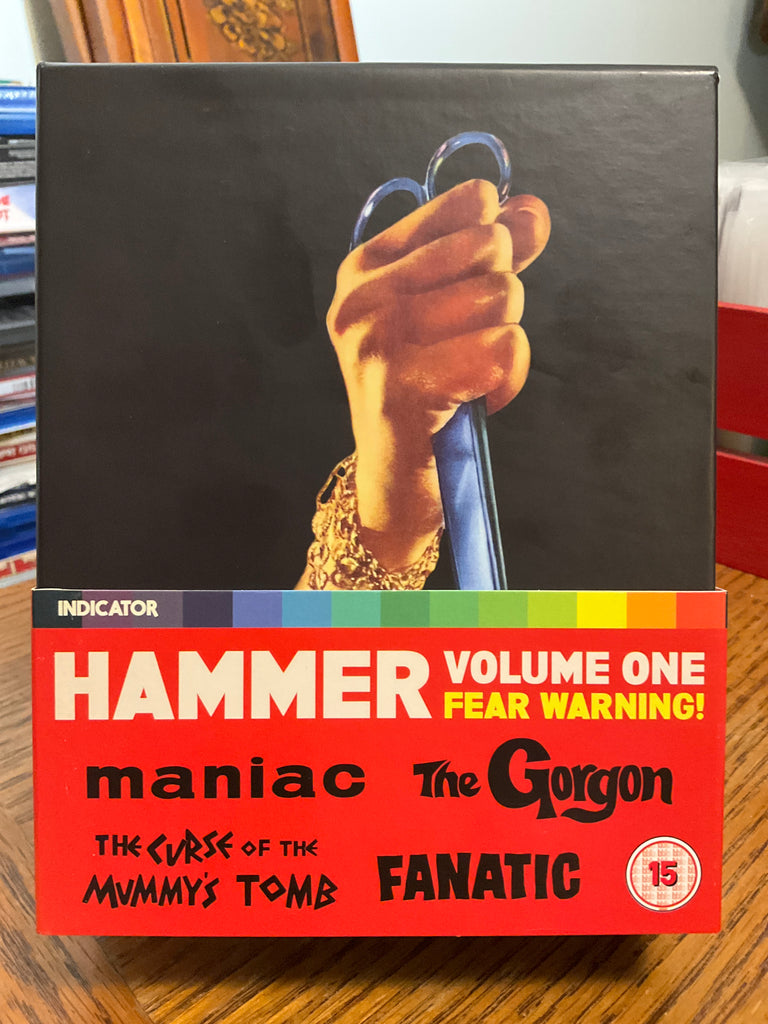 INDICATOR
HAMMER VOLUME ONE
FEAR WARNING!
maniac The Gorgon
THE CURSE OF THE
MUMMY'S TOMB FANATIC
15